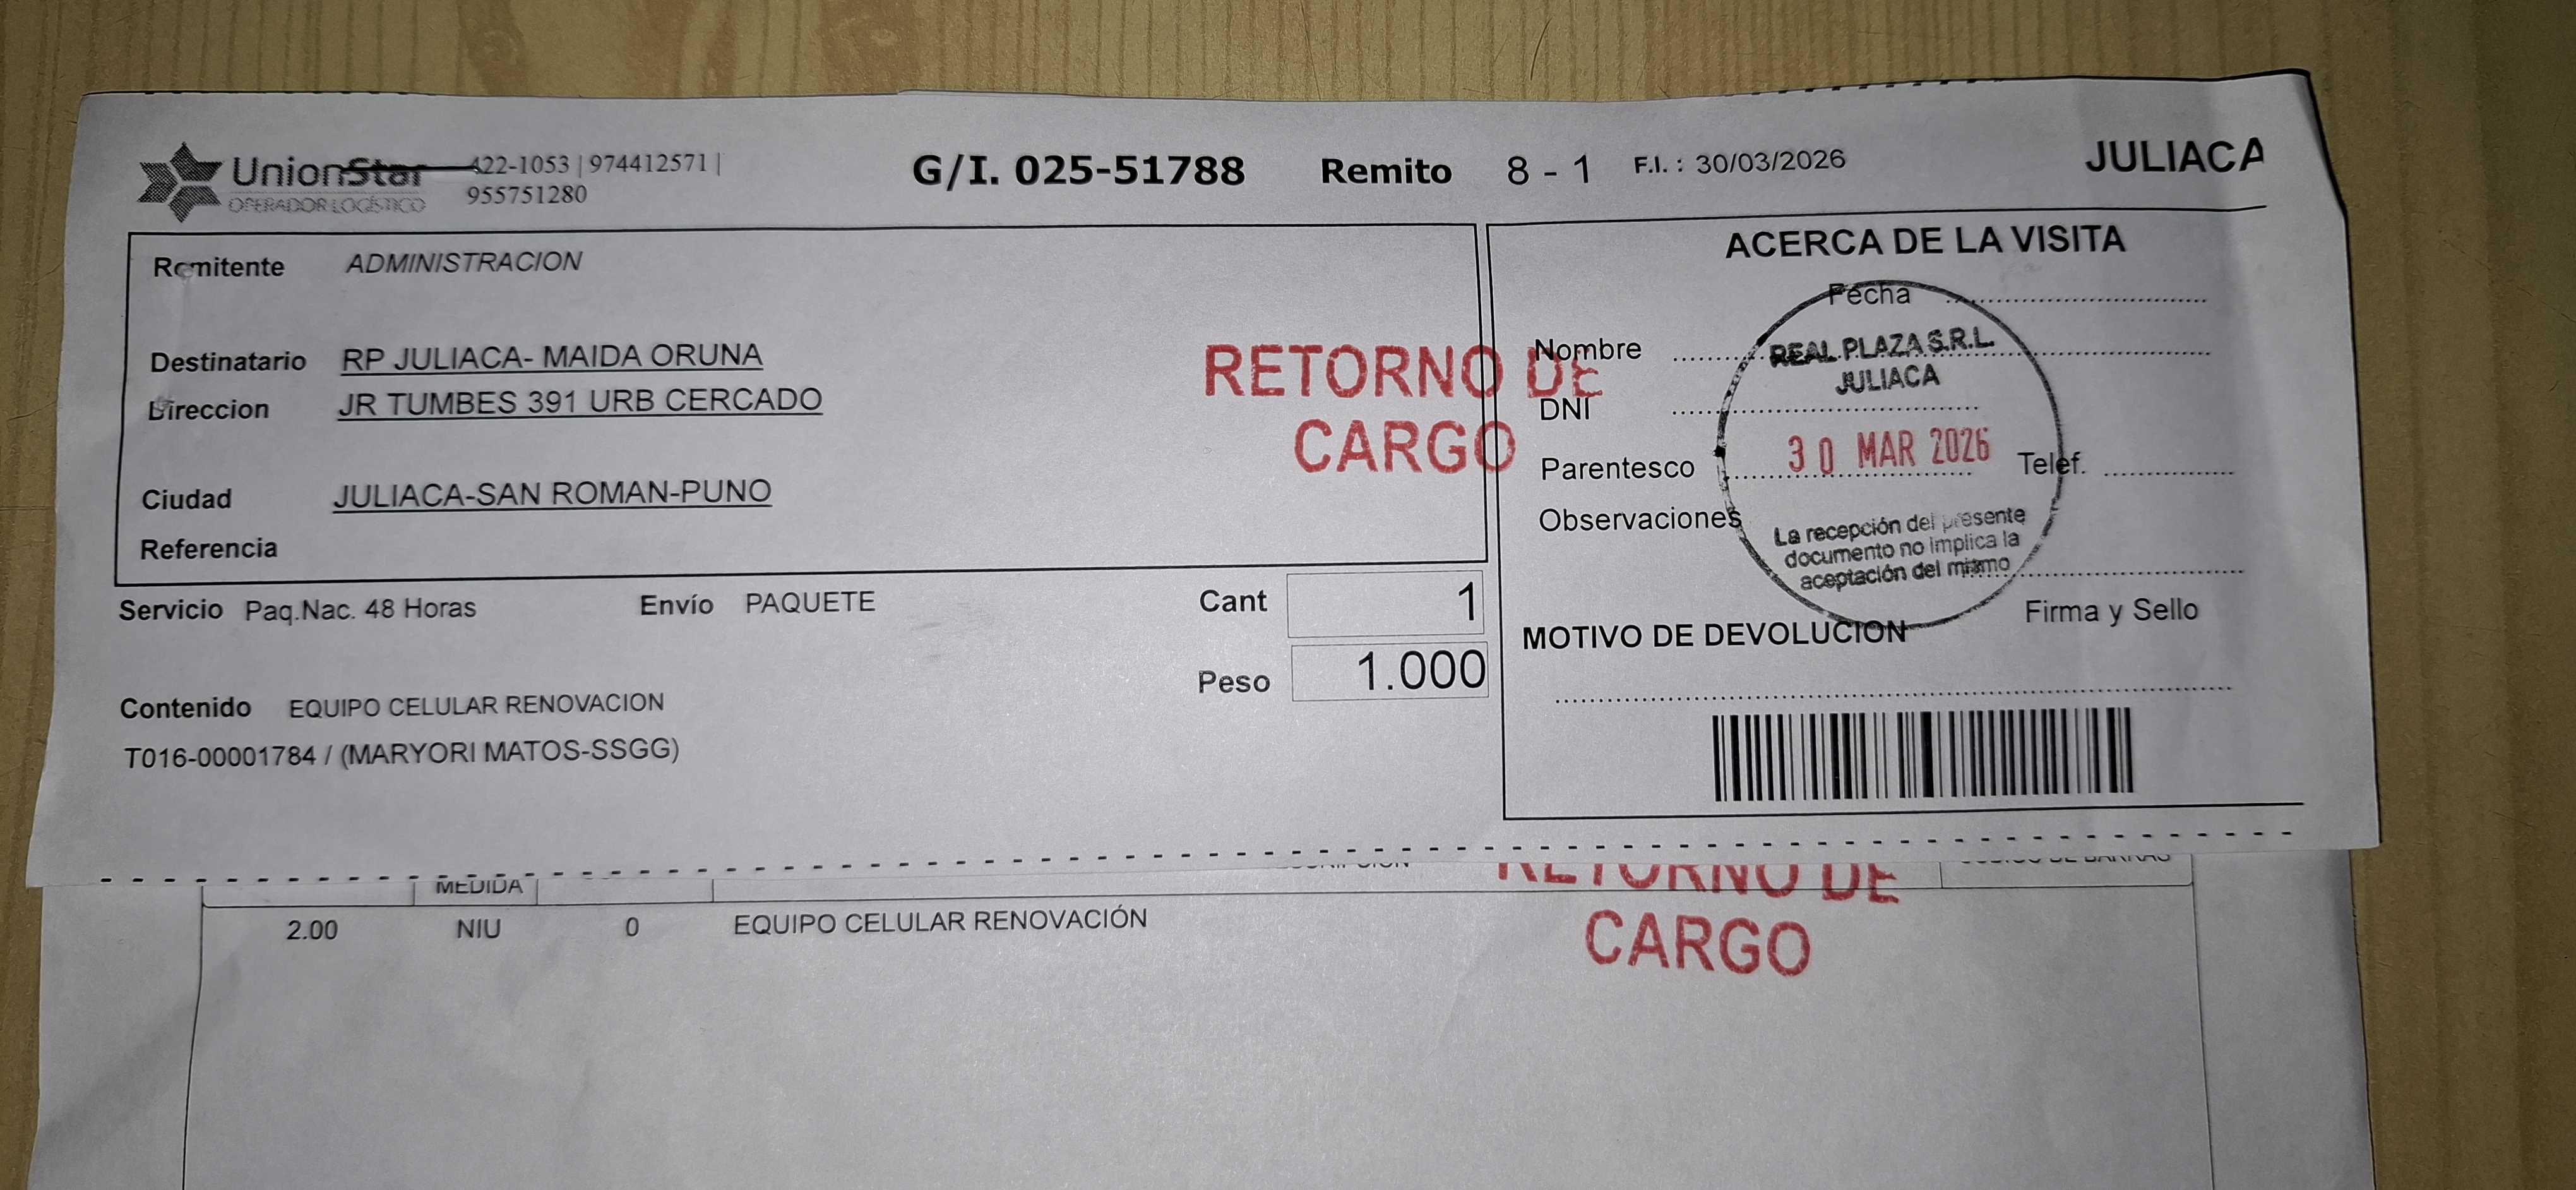 UnionStar
OPERADOR LOGÍSTICO
422-1053 | 974412571 |
955751280
G/I. 025-51788 Remito 8 - 1 F.I. : 30/03/2026 JULIACA
Remitente ADMINISTRACION
Destinatario RP JULIACA- MAIDA ORUNA
Direccion JR TUMBES 391 URB CERCADO
Ciudad JULIACA-SAN ROMAN-PUNO
Referencia
RETORNO DE
CARGO
ACERCA DE LA VISITA
Fecha
Nombre
DNI
Parentesco Telef.
Observaciones
REAL PLAZA S.R.L.
JULIACA
30 MAR 2026
La recepción del presente
documento no implica la
aceptación del mismo
Firma y Sello
MOTIVO DE DEVOLUCION
Servicio Paq.Nac. 48 Horas Envío PAQUETE Cant 1
Peso 1.000
Contenido EQUIPO CELULAR RENOVACION
T016-00001784 / (MARYORI MATOS-SSGG)
MEDIDA
RETORNO DE
CARGO
CODIGO DE BARRAS
2.00 NIU 0 EQUIPO CELULAR RENOVACIÓN